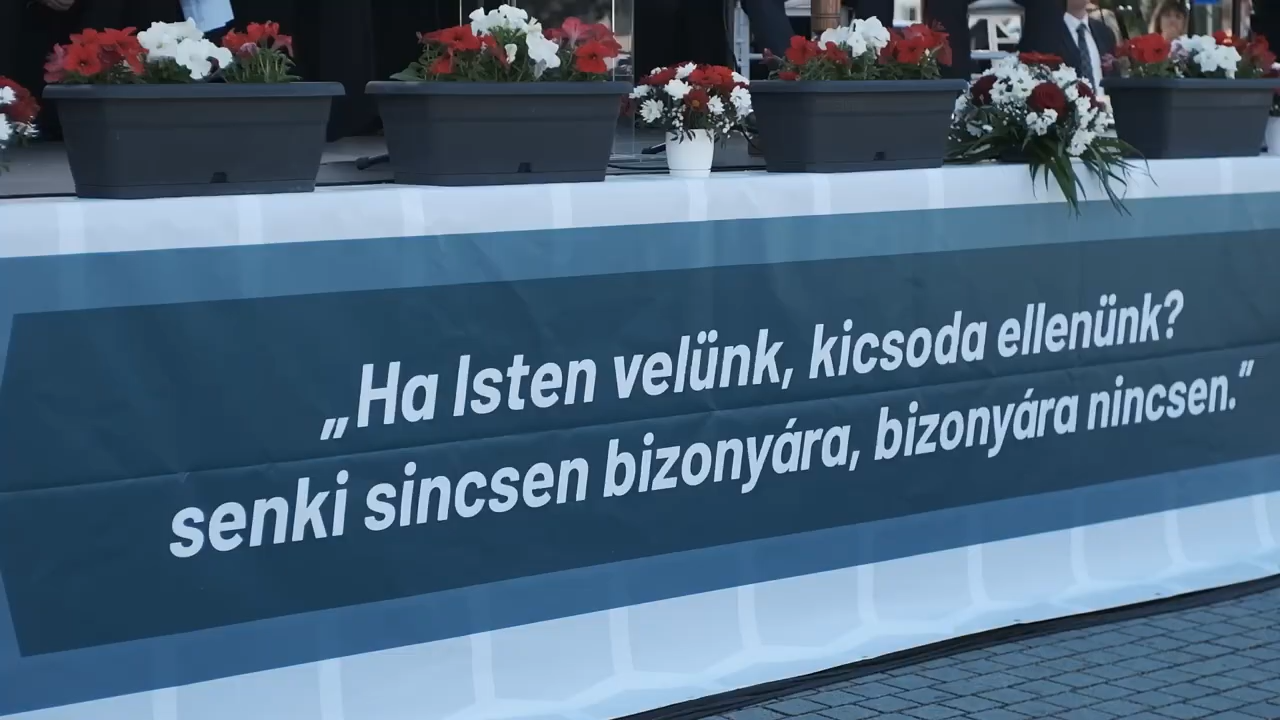 „Ha Isten velünk, kicsoda ellenünk?
senki sincsen bizonyára, bizonyára nincsen.”